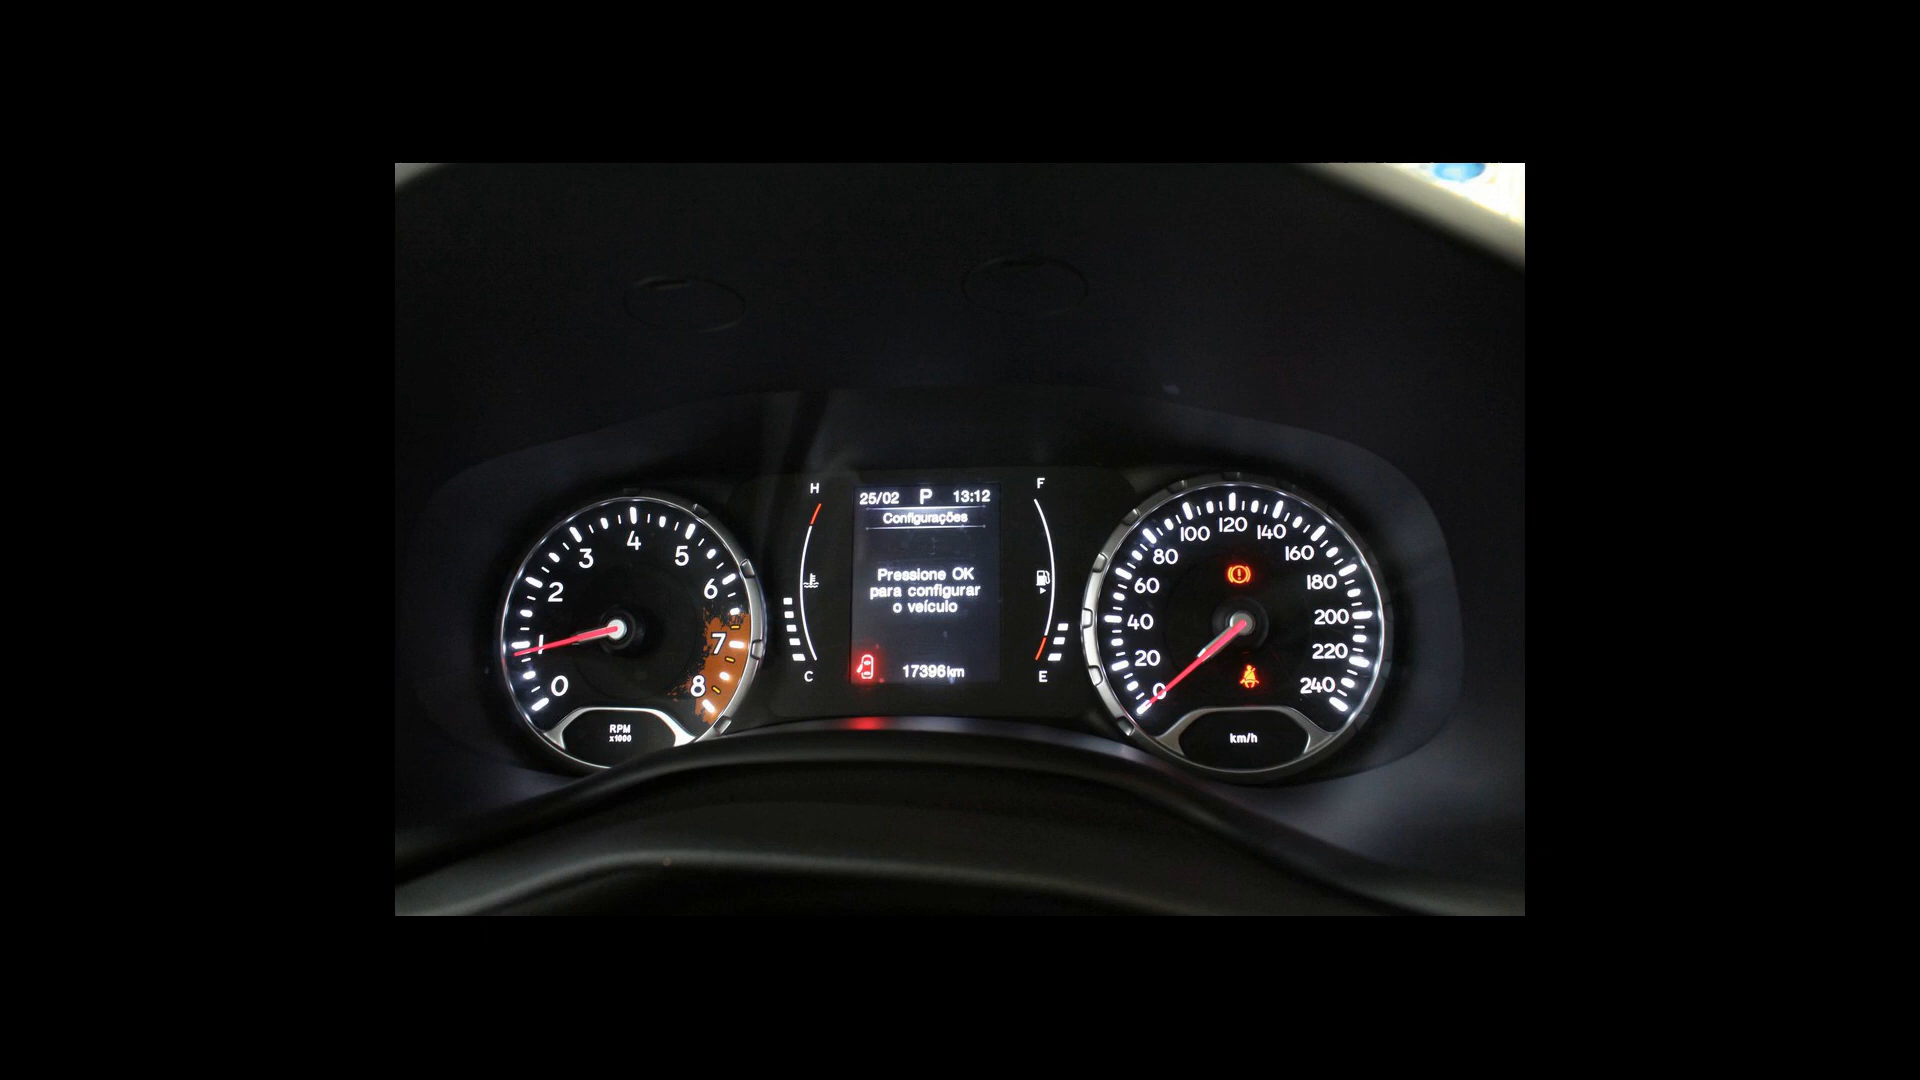 0
1
2
3
4
5
6
7
8
RPM
x1000
H
C
25/02 P 13:12
Configurações
Pressione OK
para configurar
o veículo
17396km
F
E
0
20
40
60
80
100
120
140
160
180
200
220
240
km/h